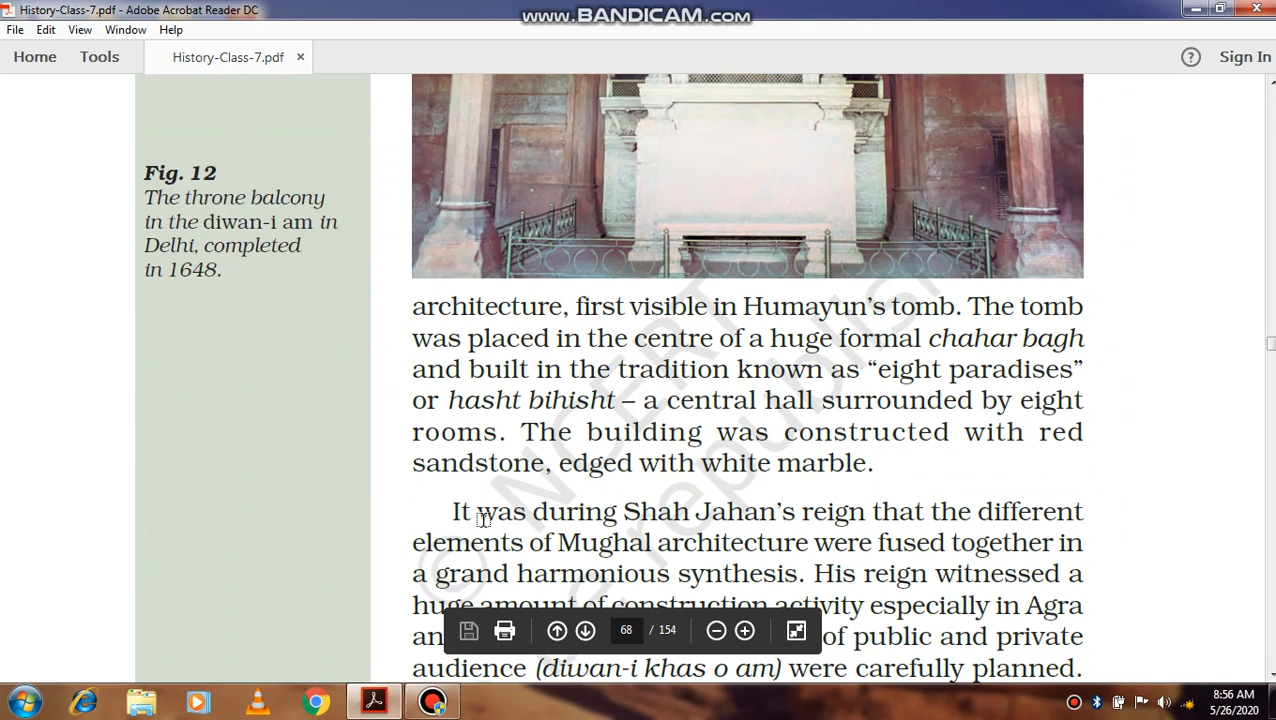 History-Class-7.pdf - Adobe Acrobat Reader DC
www.BANDICAM.com
File Edit View Window Help
Home Tools History-Class-7.pdf × ? Sign In
Fig. 12
The throne balcony
in the diwan-i am in
Delhi, completed
in 1648.
architecture, first visible in Humayun's tomb. The tomb
was placed in the centre of a huge formal chahar bagh
and built in the tradition known as “eight paradises”
or hasht bihisht – a central hall surrounded by eight
rooms. The building was constructed with red
sandstone, edged with white marble.
It was during Shah Jahan's reign that the different
elements of Mughal architecture were fused together in
a grand harmonious synthesis. His reign witnessed a
huge amount of construction activity especially in Agra
of public and private
audience (diwan-i khas o am) were carefully planned.
68 / 154
© NCERT
republis
8:56 AM
5/26/2020